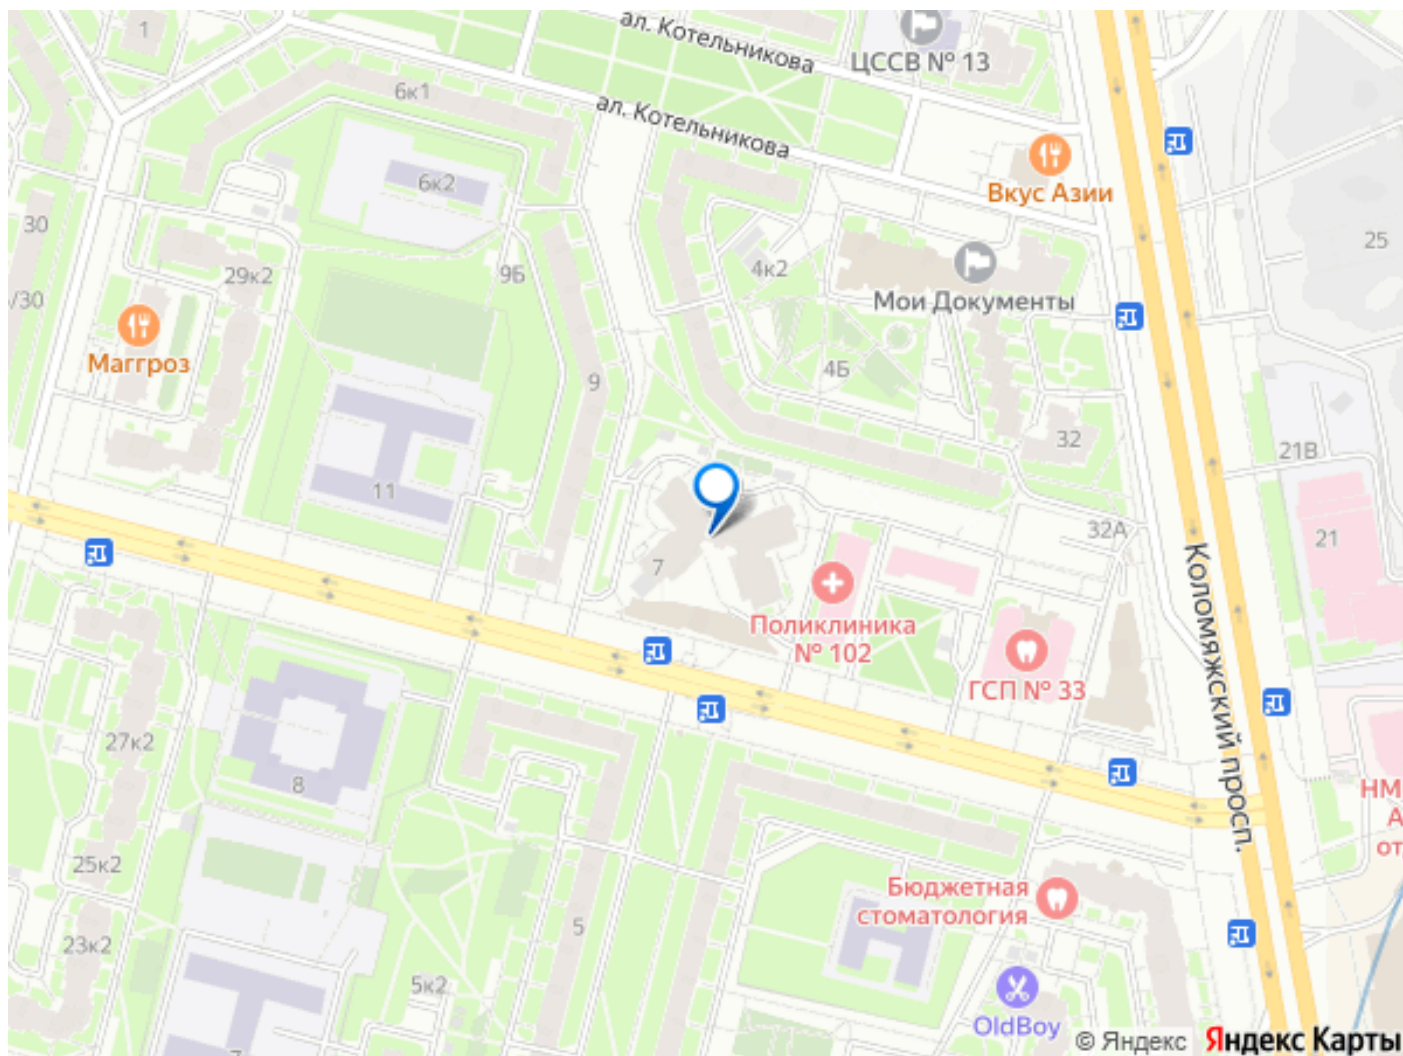 ал. Котельникова
ЦССВ № 13
1
6к1
ал. Котельникова
Вкус Азии
6к2
30
25
9Б
4к2
29к2
/30
Мои Документы
Маггроз
4Б
9
32
21В
11
32А
21
7
Поликлиника
№ 102
ГСП № 33
Коломяжский просп.
27к2
8
НМ
А
от
25к2
Бюджетная
стоматология
5
23к2
5к2
OldBoy
7
© Яндекс
Яндекс Карты